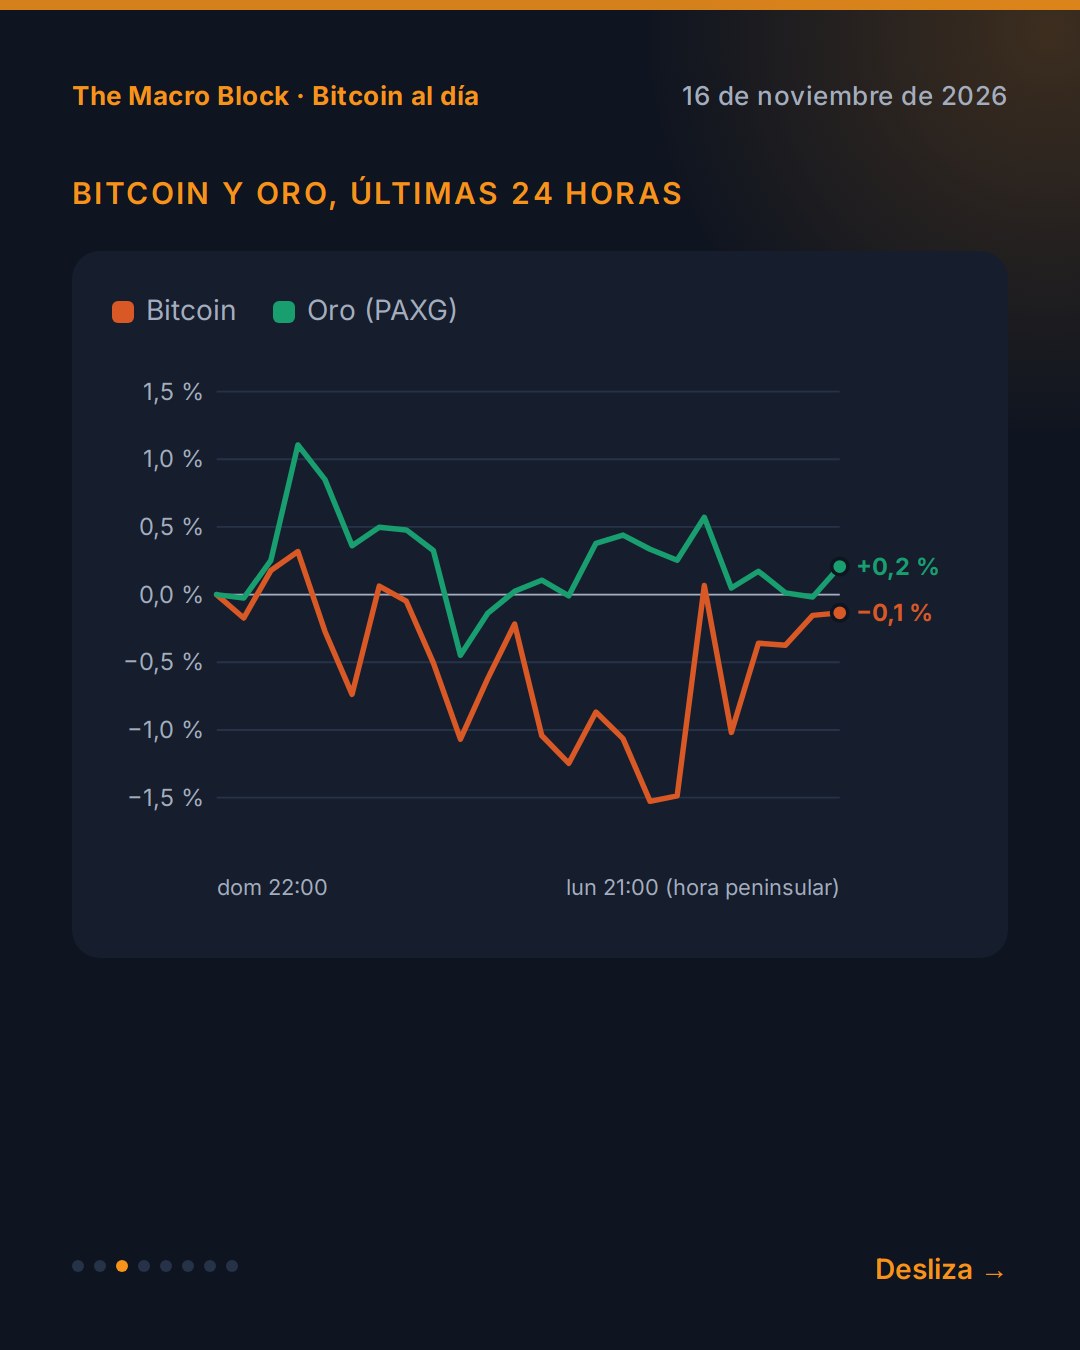 The Macro Block · Bitcoin al día
16 de noviembre de 2026
BITCOIN Y ORO, ÚLTIMAS 24 HORAS
Bitcoin
Oro (PAXG)
1,5 %
1,0 %
0,5 %
0,0 %
−0,5 %
−1,0 %
−1,5 %
+0,2 %
−0,1 %
dom 22:00
lun 21:00 (hora peninsular)
Desliza →